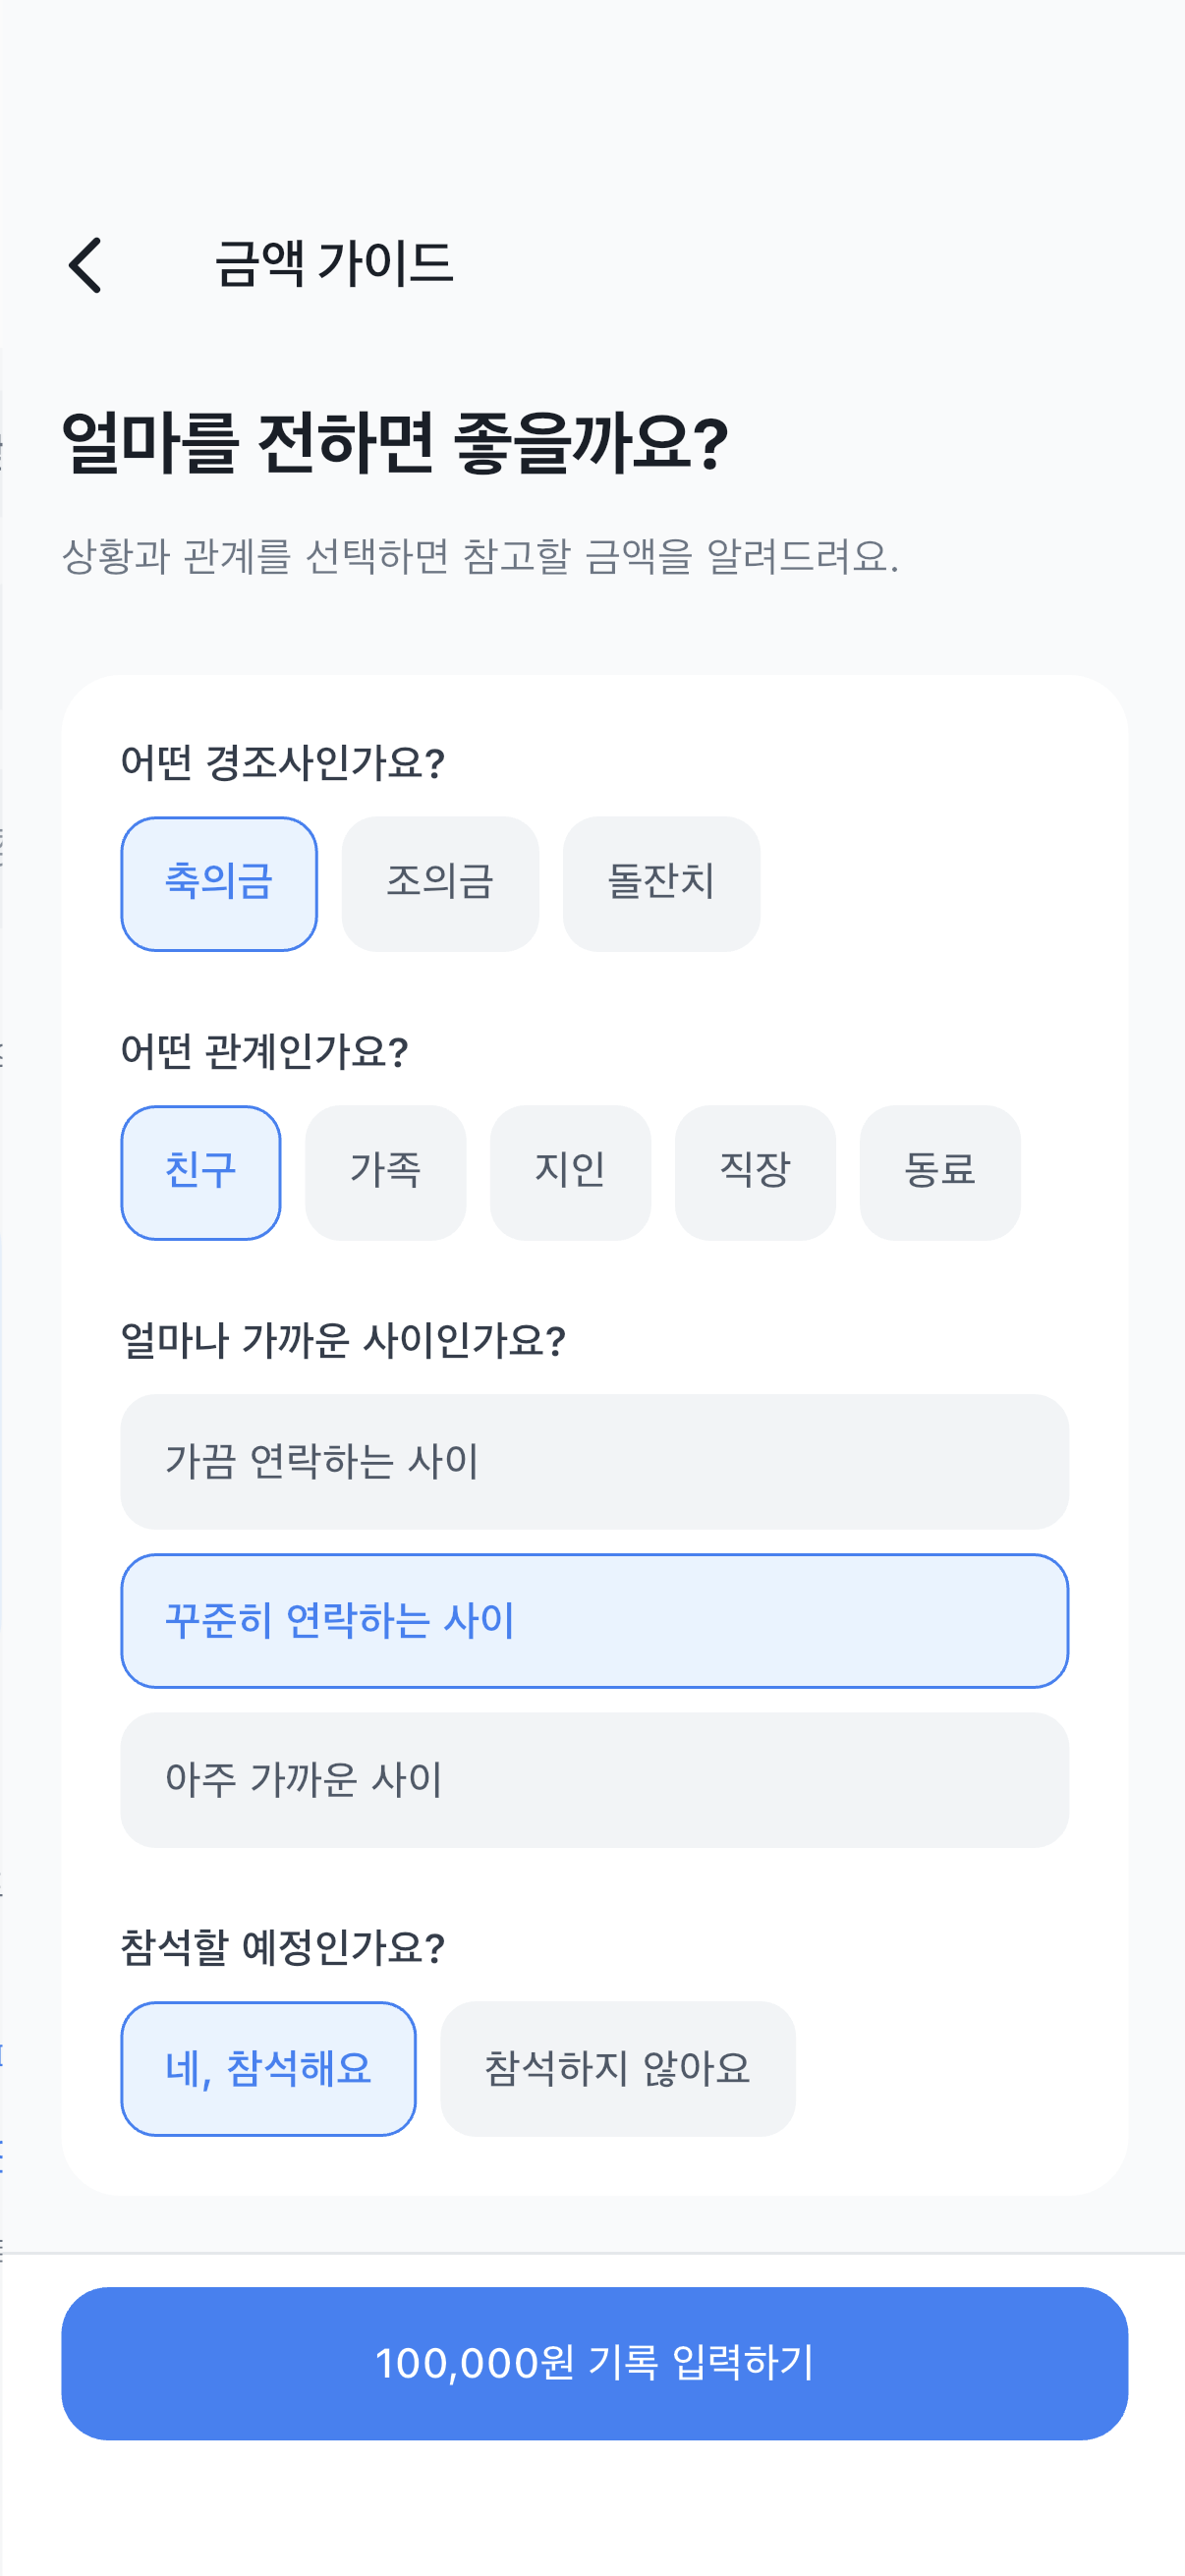 금액 가이드
얼마를 전하면 좋을까요?
상황과 관계를 선택하면 참고할 금액을 알려드려요.
어떤 경조사인가요?
축의금 조의금 돌잔치
어떤 관계인가요?
친구 가족 지인 직장 동료
얼마나 가까운 사이인가요?
가끔 연락하는 사이
꾸준히 연락하는 사이
아주 가까운 사이
참석할 예정인가요?
네, 참석해요 참석하지 않아요
100,000원 기록 입력하기